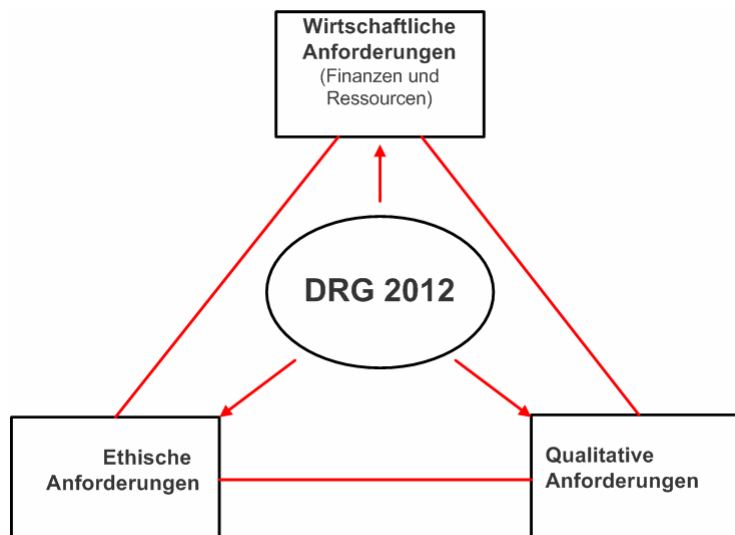 Wirtschaftliche
Anforderungen
(Finanzen und
Ressourcen)
DRG 2012
Ethische
Anforderungen
Qualitative
Anforderungen